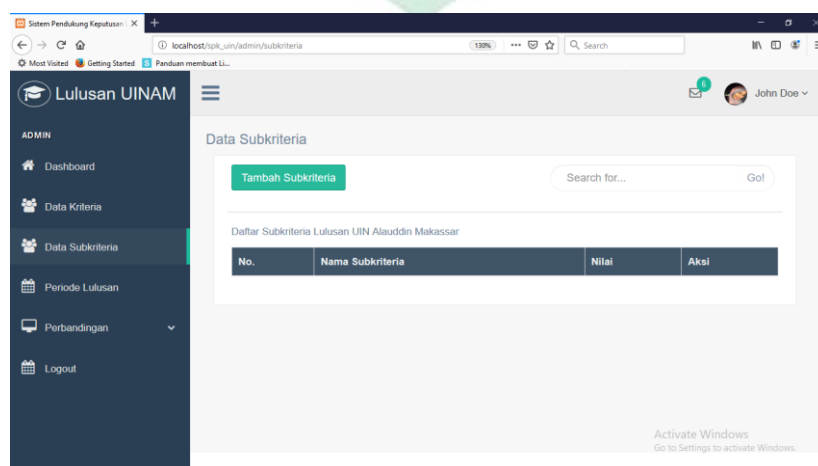 Sistem Pendukung Keputusan
localhost/spk_uin/admin/subkriteria
130%
Search
Most Visited
Getting Started
Panduan membuat Li...
Lulusan UINAM
6
John Doe
ADMIN
Data Subkriteria
Dashboard
Tambah Subkriteria
Search for...
Go!
Data Kriteria
Daftar Subkriteria Lulusan UIN Alauddin Makassar
Data Subkriteria
No.
Nama Subkriteria
Nilai
Aksi
Periode Lulusan
Perbandingan
Logout
Activate Windows
Go to Settings to activate Windows.